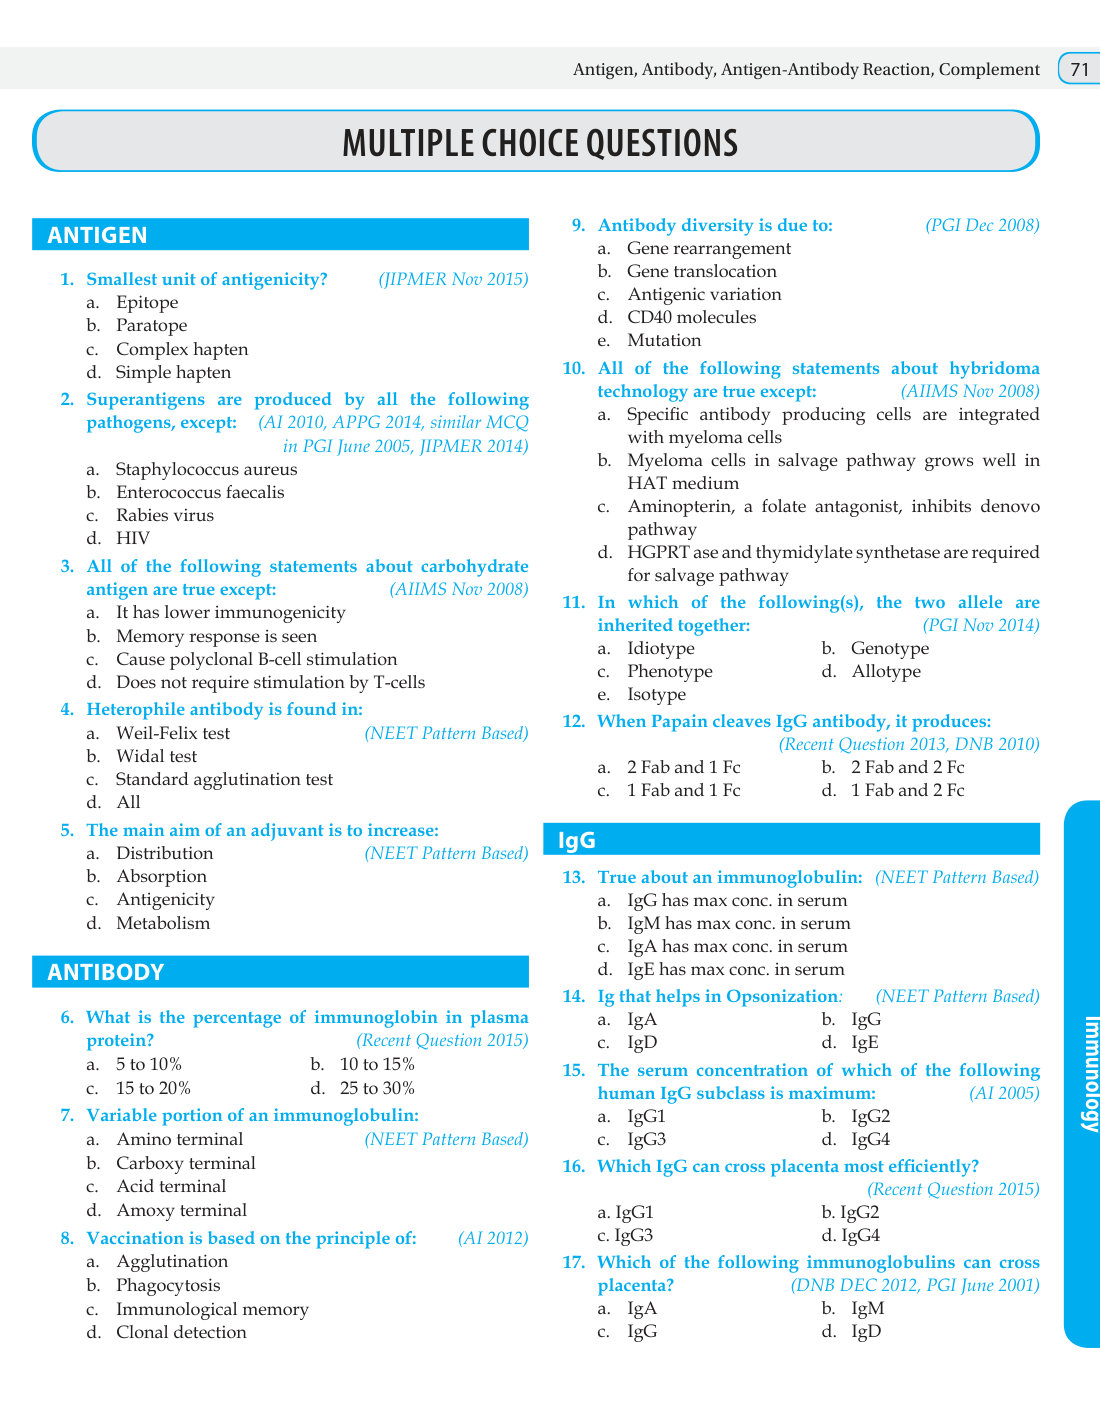 Antigen, Antibody, Antigen-Antibody Reaction, Complement 71
MULTIPLE CHOICE QUESTIONS
ANTIGEN
1. Smallest unit of antigenicity? (JIPMER Nov 2015)
a. Epitope
b. Paratope
c. Complex hapten
d. Simple hapten
2. Superantigens are produced by all the following
pathogens, except: (AI 2010, APPG 2014, similar MCQ
in PGI June 2005, JIPMER 2014)
a. Staphylococcus aureus
b. Enterococcus faecalis
c. Rabies virus
d. HIV
3. All of the following statements about carbohydrate
antigen are true except: (AIIMS Nov 2008)
a. It has lower immunogenicity
b. Memory response is seen
c. Cause polyclonal B-cell stimulation
d. Does not require stimulation by T-cells
4. Heterophile antibody is found in:
a. Weil-Felix test (NEET Pattern Based)
b. Widal test
c. Standard agglutination test
d. All
5. The main aim of an adjuvant is to increase:
a. Distribution (NEET Pattern Based)
b. Absorption
c. Antigenicity
d. Metabolism
ANTIBODY
6. What is the percentage of immunoglobin in plasma
protein? (Recent Question 2015)
a. 5 to 10% b. 10 to 15%
c. 15 to 20% d. 25 to 30%
7. Variable portion of an immunoglobulin:
a. Amino terminal (NEET Pattern Based)
b. Carboxy terminal
c. Acid terminal
d. Amoxy terminal
8. Vaccination is based on the principle of: (AI 2012)
a. Agglutination
b. Phagocytosis
c. Immunological memory
d. Clonal detection
9. Antibody diversity is due to: (PGI Dec 2008)
a. Gene rearrangement
b. Gene translocation
c. Antigenic variation
d. CD40 molecules
e. Mutation
10. All of the following statements about hybridoma
technology are true except: (AIIMS Nov 2008)
a. Specific antibody producing cells are integrated
with myeloma cells
b. Myeloma cells in salvage pathway grows well in
HAT medium
c. Aminopterin, a folate antagonist, inhibits denovo
pathway
d. HGPRT ase and thymidylate synthetase are required
for salvage pathway
11. In which of the following(s), the two allele are
inherited together: (PGI Nov 2014)
a. Idiotype b. Genotype
c. Phenotype d. Allotype
e. Isotype
12. When Papain cleaves IgG antibody, it produces:
(Recent Question 2013, DNB 2010)
a. 2 Fab and 1 Fc b. 2 Fab and 2 Fc
c. 1 Fab and 1 Fc d. 1 Fab and 2 Fc
IgG
13. True about an immunoglobulin: (NEET Pattern Based)
a. IgG has max conc. in serum
b. IgM has max conc. in serum
c. IgA has max conc. in serum
d. IgE has max conc. in serum
14. Ig that helps in Opsonization: (NEET Pattern Based)
a. IgA b. IgG
c. IgD d. IgE
15. The serum concentration of which of the following
human IgG subclass is maximum: (AI 2005)
a. IgG1 b. IgG2
c. IgG3 d. IgG4
16. Which IgG can cross placenta most efficiently?
(Recent Question 2015)
a. IgG1 b. IgG2
c. IgG3 d. IgG4
17. Which of the following immunoglobulins can cross
placenta? (DNB DEC 2012, PGI June 2001)
a. IgA b. IgM
c. IgG d. IgD
Immunology